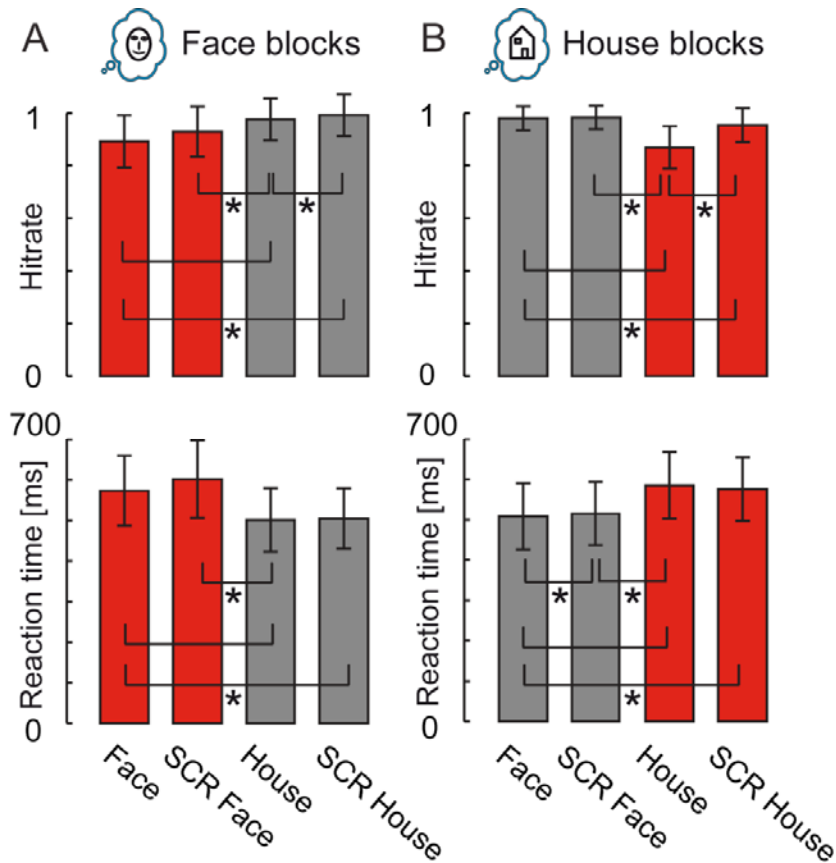 A Face blocks
B House blocks
1
Hitrate
0
*
*
*
1
Hitrate
0
*
*
*
700
Reaction time [ms]
0
*
*
Face
SCR Face
House
SCR House
700
Reaction time [ms]
0
*
*
*
Face
SCR Face
House
SCR House